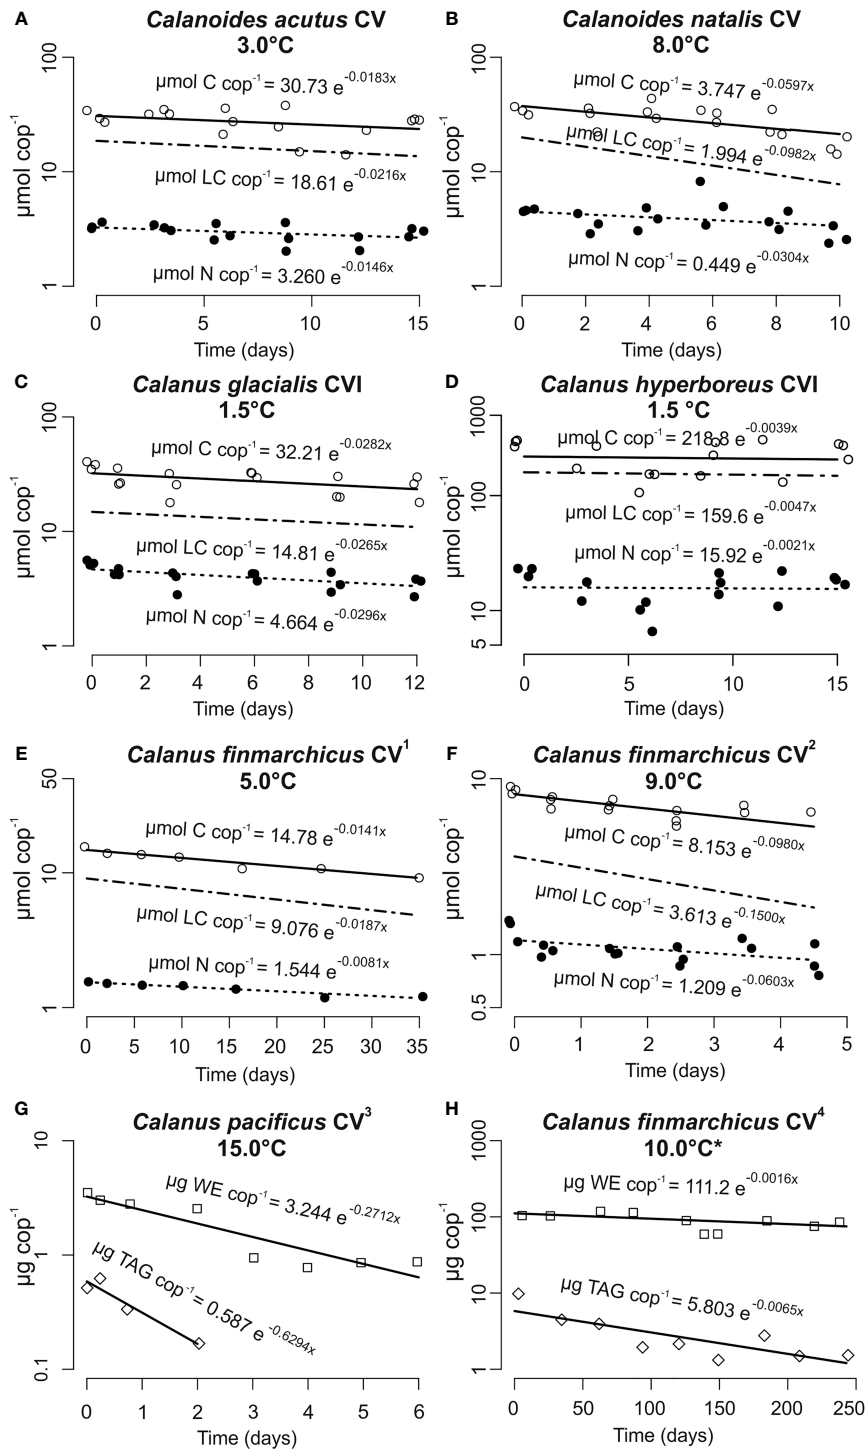 A
Calanoides acutus CV
3.0°C
µmol C cop⁻¹ = 30.73 e^-0.0183x
µmol LC cop⁻¹ = 18.61 e^-0.0216x
µmol N cop⁻¹ = 3.260 e^-0.0146x
µmol cop⁻¹
100
10
1
0 5 10 15
Time (days)
B
Calanoides natalis CV
8.0°C
µmol C cop⁻¹ = 3.747 e^-0.0597x
µmol LC cop⁻¹ = 1.994 e^-0.0982x
µmol N cop⁻¹ = 0.449 e^-0.0304x
µmol cop⁻¹
100
10
1
0 2 4 6 8 10
Time (days)
C
Calanus glacialis CVI
1.5°C
µmol C cop⁻¹ = 32.21 e^-0.0282x
µmol LC cop⁻¹ = 14.81 e^-0.0265x
µmol N cop⁻¹ = 4.664 e^-0.0296x
µmol cop⁻¹
100
10
1
0 2 4 6 8 10 12
Time (days)
D
Calanus hyperboreus CVI
1.5 °C
µmol C cop⁻¹ = 218.8 e^-0.0039x
µmol LC cop⁻¹ = 159.6 e^-0.0047x
µmol N cop⁻¹ = 15.92 e^-0.0021x
µmol cop⁻¹
1000
100
10
5
0 5 10 15
Time (days)
E
Calanus finmarchicus CV¹
5.0°C
µmol C cop⁻¹ = 14.78 e^-0.0141x
µmol LC cop⁻¹ = 9.076 e^-0.0187x
µmol N cop⁻¹ = 1.544 e^-0.0081x
µmol cop⁻¹
50
10
1
0 5 10 15 20 25 30 35
Time (days)
F
Calanus finmarchicus CV²
9.0°C
µmol C cop⁻¹ = 8.153 e^-0.0980x
µmol LC cop⁻¹ = 3.613 e^-0.1500x
µmol N cop⁻¹ = 1.209 e^-0.0603x
µmol cop⁻¹
10
1
0.5
0 1 2 3 4 5
Time (days)
G
Calanus pacificus CV³
15.0°C
µg WE cop⁻¹ = 3.244 e^-0.2712x
µg TAG cop⁻¹ = 0.587 e^-0.6294x
µg cop⁻¹
10
1
0.1
0 1 2 3 4 5 6
Time (days)
H
Calanus finmarchicus CV⁴
10.0°C*
µg WE cop⁻¹ = 111.2 e^-0.0016x
µg TAG cop⁻¹ = 5.803 e^-0.0065x
µg cop⁻¹
1000
100
10
1
0 50 100 150 200 250
Time (days)